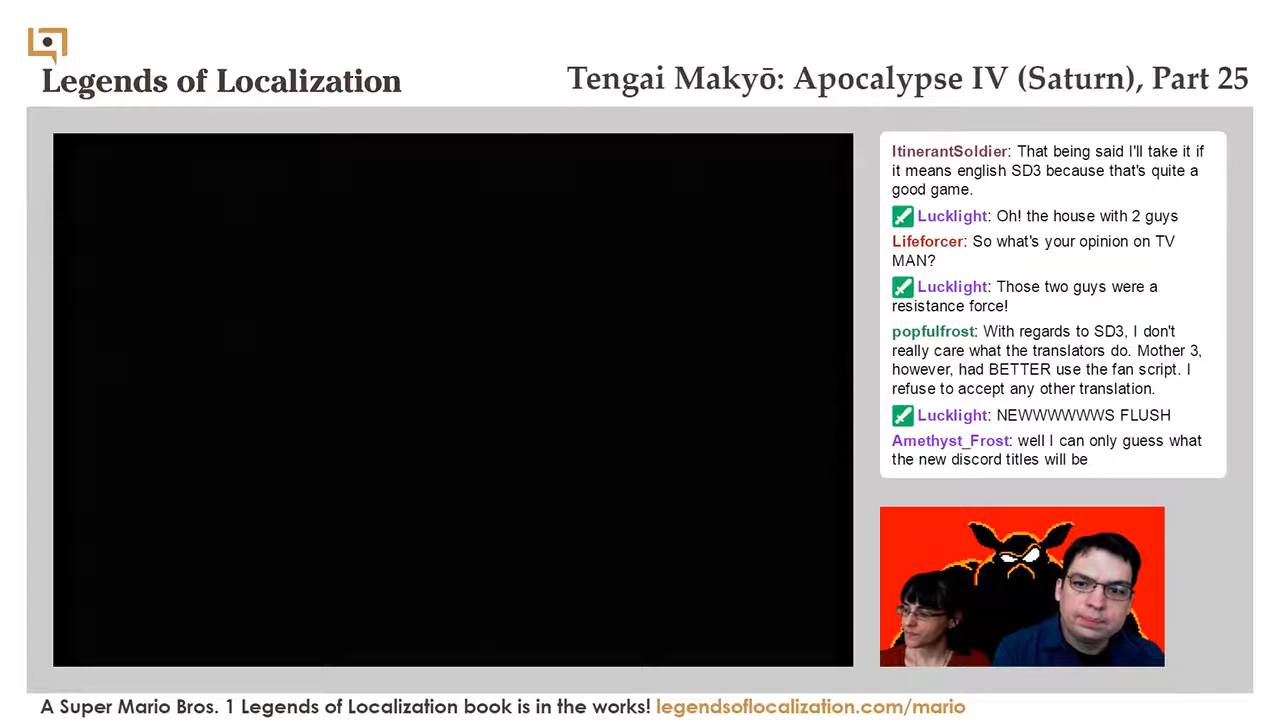 Legends of Localization
Tengai Makyō: Apocalypse IV (Saturn), Part 25
ItinerantSoldier: That being said I'll take it if
it means english SD3 because that's quite a
good game.
Lucklight: Oh! the house with 2 guys
Lifeforcer: So what's your opinion on TV
MAN?
Lucklight: Those two guys were a
resistance force!
popfulfrost: With regards to SD3, I don't
really care what the translators do. Mother 3,
however, had BETTER use the fan script. I
refuse to accept any other translation.
Lucklight: NEWWWWWWS FLUSH
Amethyst_Frost: well I can only guess what
the new discord titles will be
A Super Mario Bros. 1 Legends of Localization book is in the works! legendsoflocalization.com/mario